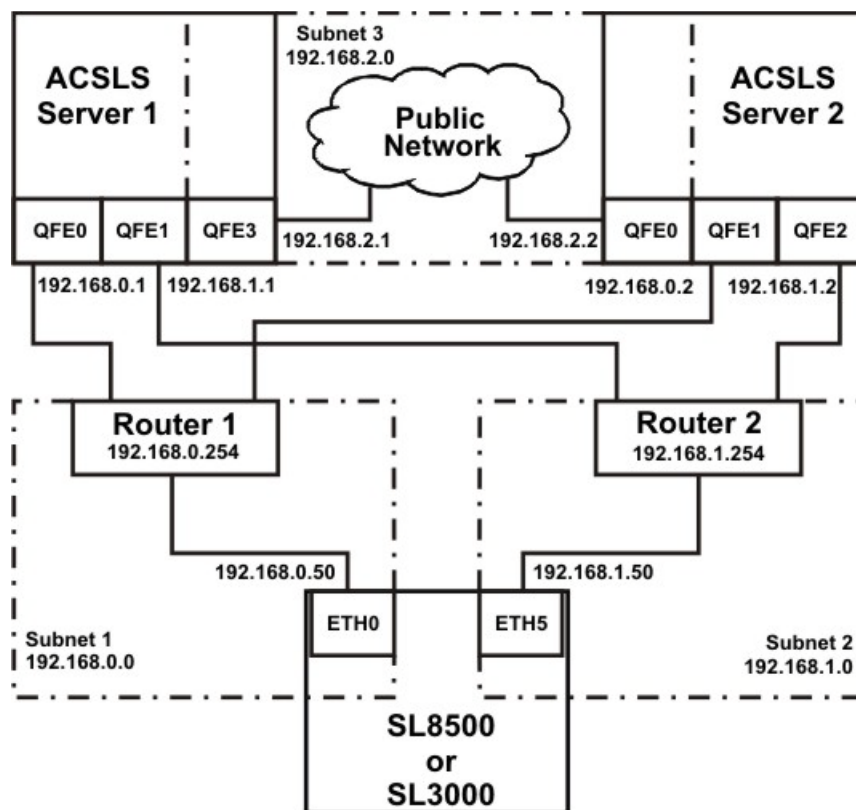 Subnet 3
192.168.2.0
ACSLS
Server 1
ACSLS
Server 2
Public
Network
QFE0
QFE1
QFE3
QFE0
QFE1
QFE2
192.168.2.1
192.168.2.2
192.168.0.1
192.168.1.1
192.168.0.2
192.168.1.2
Router 1
192.168.0.254
Router 2
192.168.1.254
192.168.0.50
192.168.1.50
ETH0
ETH5
Subnet 1
192.168.0.0
Subnet 2
192.168.1.0
SL8500
or
SL3000